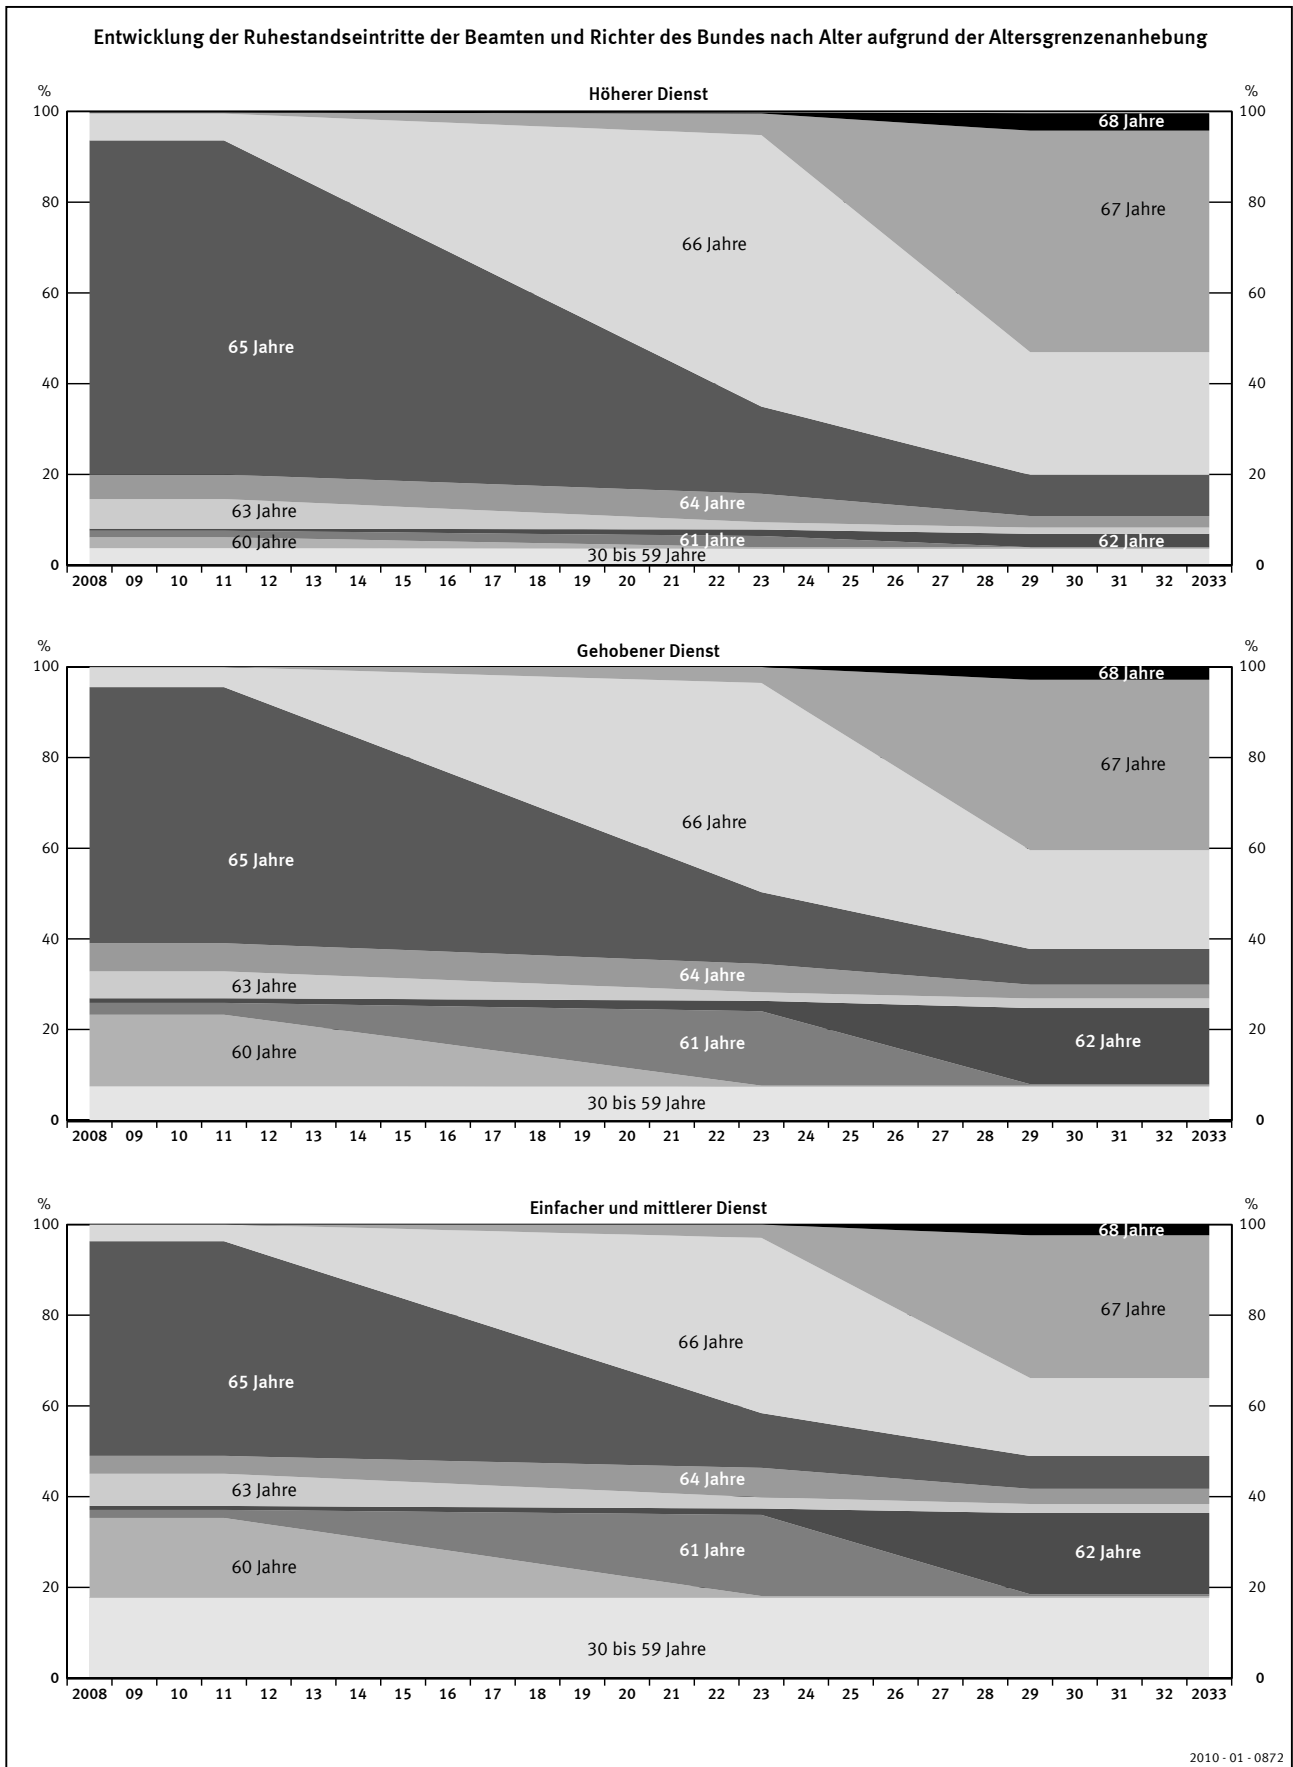 Entwicklung der Ruhestandseintritte der Beamten und Richter des Bundes nach Alter aufgrund der Altersgrenzenanhebung
% Höherer Dienst %
100 68 Jahre 100
80 67 Jahre 80
66 Jahre
60 60
65 Jahre
40 40
20 20
64 Jahre
63 Jahre
60 Jahre 61 Jahre 62 Jahre
30 bis 59 Jahre
0 0
2008 09 10 11 12 13 14 15 16 17 18 19 20 21 22 23 24 25 26 27 28 29 30 31 32 2033
% Gehobener Dienst %
100 68 Jahre 100
80 67 Jahre 80
66 Jahre
60 60
65 Jahre
40 40
64 Jahre
63 Jahre
20 20
61 Jahre 62 Jahre
60 Jahre
30 bis 59 Jahre
0 0
2008 09 10 11 12 13 14 15 16 17 18 19 20 21 22 23 24 25 26 27 28 29 30 31 32 2033
% Einfacher und mittlerer Dienst %
100 68 Jahre 100
80 67 Jahre 80
66 Jahre
65 Jahre
60 60
64 Jahre
63 Jahre
40 40
61 Jahre 62 Jahre
60 Jahre
20 20
30 bis 59 Jahre
0 0
2008 09 10 11 12 13 14 15 16 17 18 19 20 21 22 23 24 25 26 27 28 29 30 31 32 2033
2010 - 01 - 0872